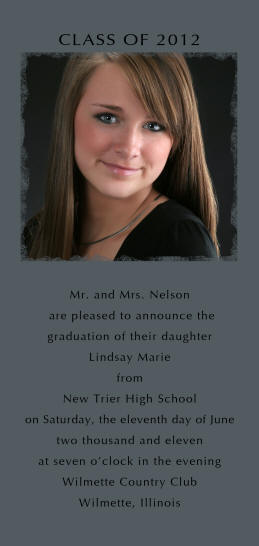 CLASS OF 2012
Mr. and Mrs. Nelson
are pleased to announce the
graduation of their daughter
Lindsay Marie
from
New Trier High School
on Saturday, the eleventh day of June
two thousand and eleven
at seven o'clock in the evening
Wilmette Country Club
Wilmette, Illinois